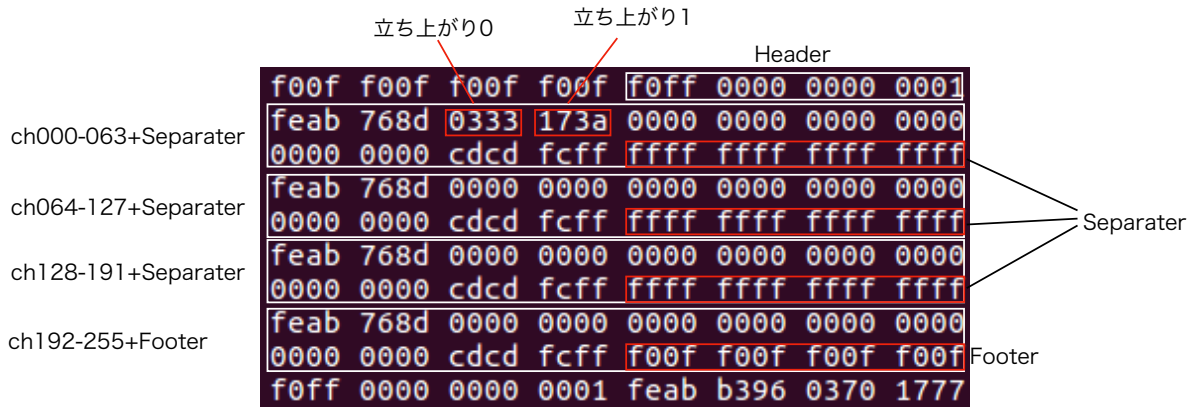 立ち上がり0
立ち上がり1
Header
f00f f00f f00f f00f f0ff 0000 0000 0001
ch000-063+Separater
feab 768d 0333 173a 0000 0000 0000 0000
0000 0000 cdcd fcff ffff ffff ffff ffff
ch064-127+Separater
feab 768d 0000 0000 0000 0000 0000 0000
0000 0000 cdcd fcff ffff ffff ffff ffff
Separater
ch128-191+Separater
feab 768d 0000 0000 0000 0000 0000 0000
0000 0000 cdcd fcff ffff ffff ffff ffff
ch192-255+Footer
feab 768d 0000 0000 0000 0000 0000 0000
0000 0000 cdcd fcff f00f f00f f00f f00f
Footer
f0ff 0000 0000 0001 feab b396 0370 1777